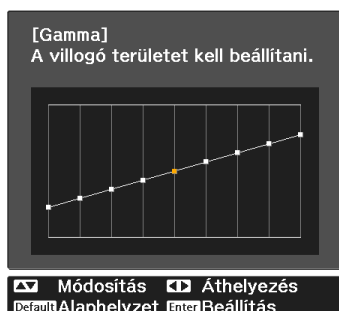 [Gamma]
A villogó területet kell beállítani.
Módosítás Áthelyezés
Default Alaphelyzet Enter Beállítás